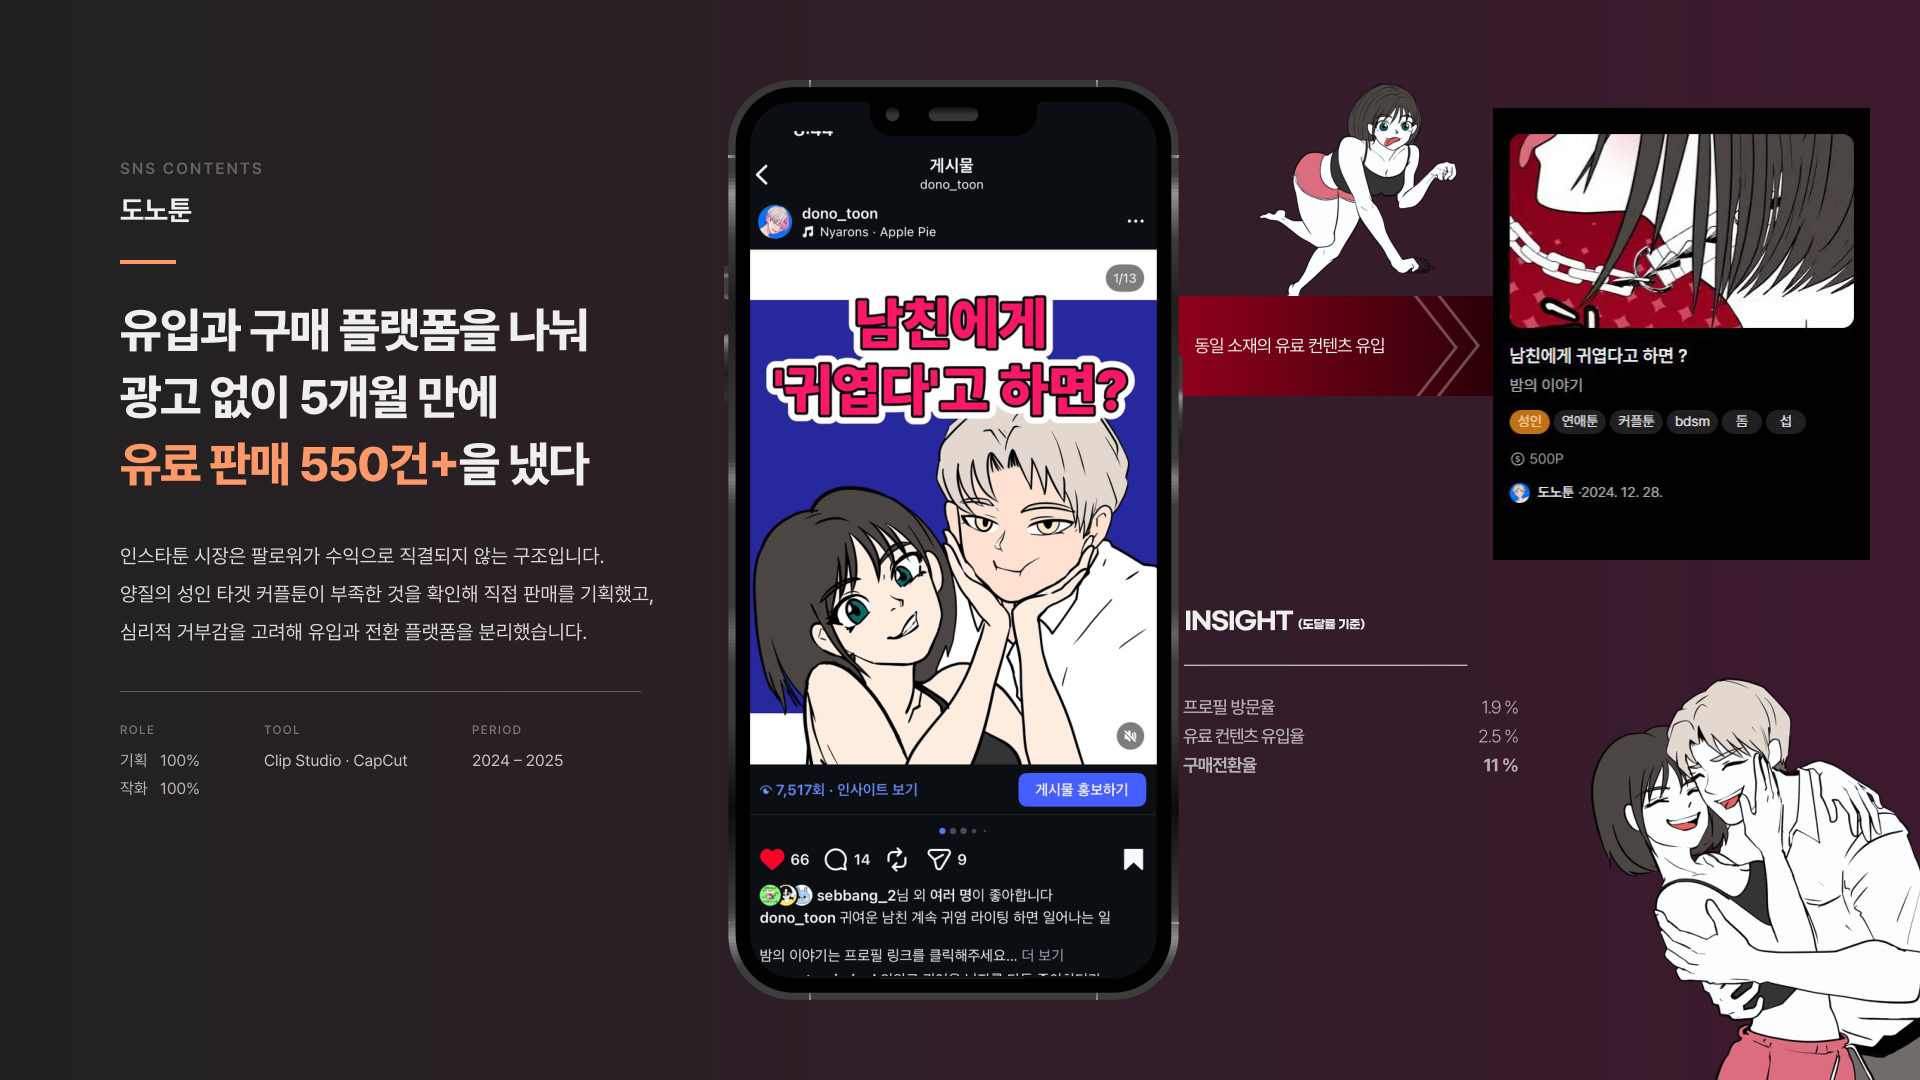 SNS CONTENTS
도노툰
유입과 구매 플랫폼을 나눠
광고 없이 5개월 만에
유료 판매 550건+을 냈다
인스타툰 시장은 팔로워가 수익으로 직결되지 않는 구조입니다.
양질의 성인 타겟 커플툰이 부족한 것을 확인해 직접 판매를 기획했고,
심리적 거부감을 고려해 유입과 전환 플랫폼을 분리했습니다.
ROLE
기획 100%
작화 100%
TOOL
Clip Studio · CapCut
PERIOD
2024 – 2025
게시물
dono_toon
dono_toon
Nyarons · Apple Pie
1/13
남친에게
'귀엽다'고 하면?
7,517회 · 인사이트 보기
게시물 홍보하기
66 14 9
sebbang_2님 외 여러 명이 좋아합니다
dono_toon 귀여운 남친 계속 귀염 라이팅 하면 일어나는 일
밤의 이야기는 프로필 링크를 클릭해주세요... 더 보기
동일 소재의 유료 컨텐츠 유입
남친에게 귀엽다고 하면 ?
밤의 이야기
성인 연애툰 커플툰 bdsm 돔 섭
500P
도노툰 ·2024. 12. 28.
INSIGHT (도달률 기준)
프로필 방문율 1.9 %
유료 컨텐츠 유입율 2.5 %
구매전환율 11 %